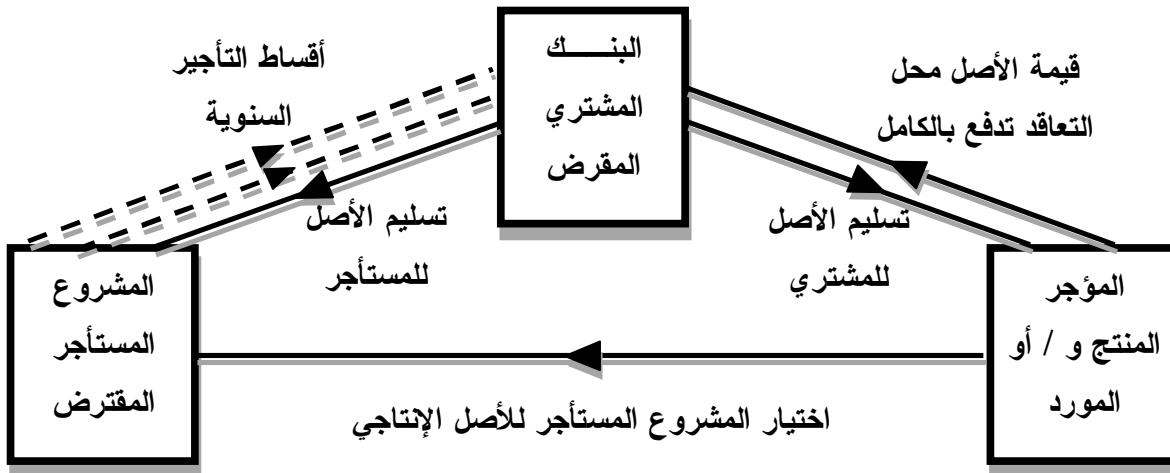 البنــــك
المشتري
المقرض
قيمة الأصل محل
التعاقد تدفع بالكامل
أقساط التأجير
السنوية
تسليم الأصل
للمشتري
تسليم الأصل
للمستأجر
المؤجر
المنتج و / أو
المورد
المشروع
المستأجر
المقترض
اختيار المشروع المستأجر للأصل الإنتاجي